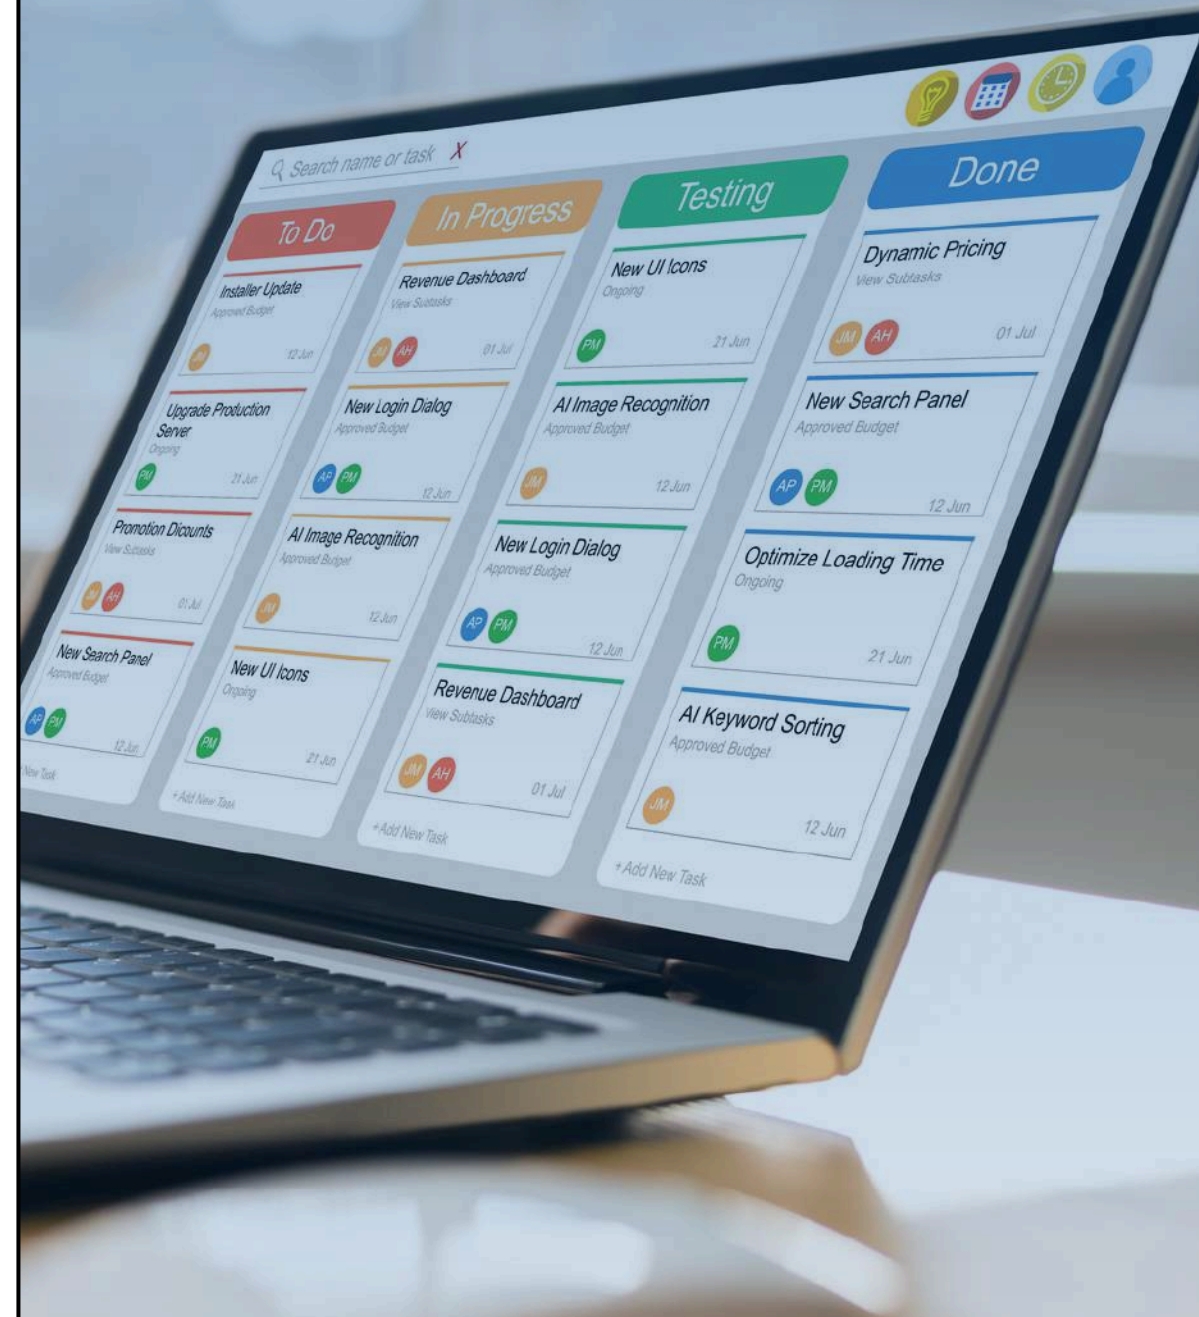 Search name or task X
To Do
Installer Update
Approved Budget
JM
12 Jun
Upgrade Production
Server
Ongoing
PM
21 Jun
Promotion Dicounts
View Subtasks
JM AH
01 Jul
New Search Panel
Approved Budget
AP PM
12 Jun
New Task
In Progress
Revenue Dashboard
View Subtasks
JM AH
01 Jul
New Login Dialog
Approved Budget
AP PM
12 Jun
AI Image Recognition
Approved Budget
JM
12 Jun
New UI Icons
Ongoing
PM
21 Jun
+Add New Task
Testing
New UI Icons
Ongoing
PM
21 Jun
AI Image Recognition
Approved Budget
JM
12 Jun
New Login Dialog
Approved Budget
AP PM
12 Jun
Revenue Dashboard
View Subtasks
JM AH
01 Jul
+Add New Task
Done
Dynamic Pricing
View Subtasks
JM AH
01 Jul
New Search Panel
Approved Budget
AP PM
12 Jun
Optimize Loading Time
Ongoing
PM
21 Jun
AI Keyword Sorting
Approved Budget
JM
12 Jun
+Add New Task